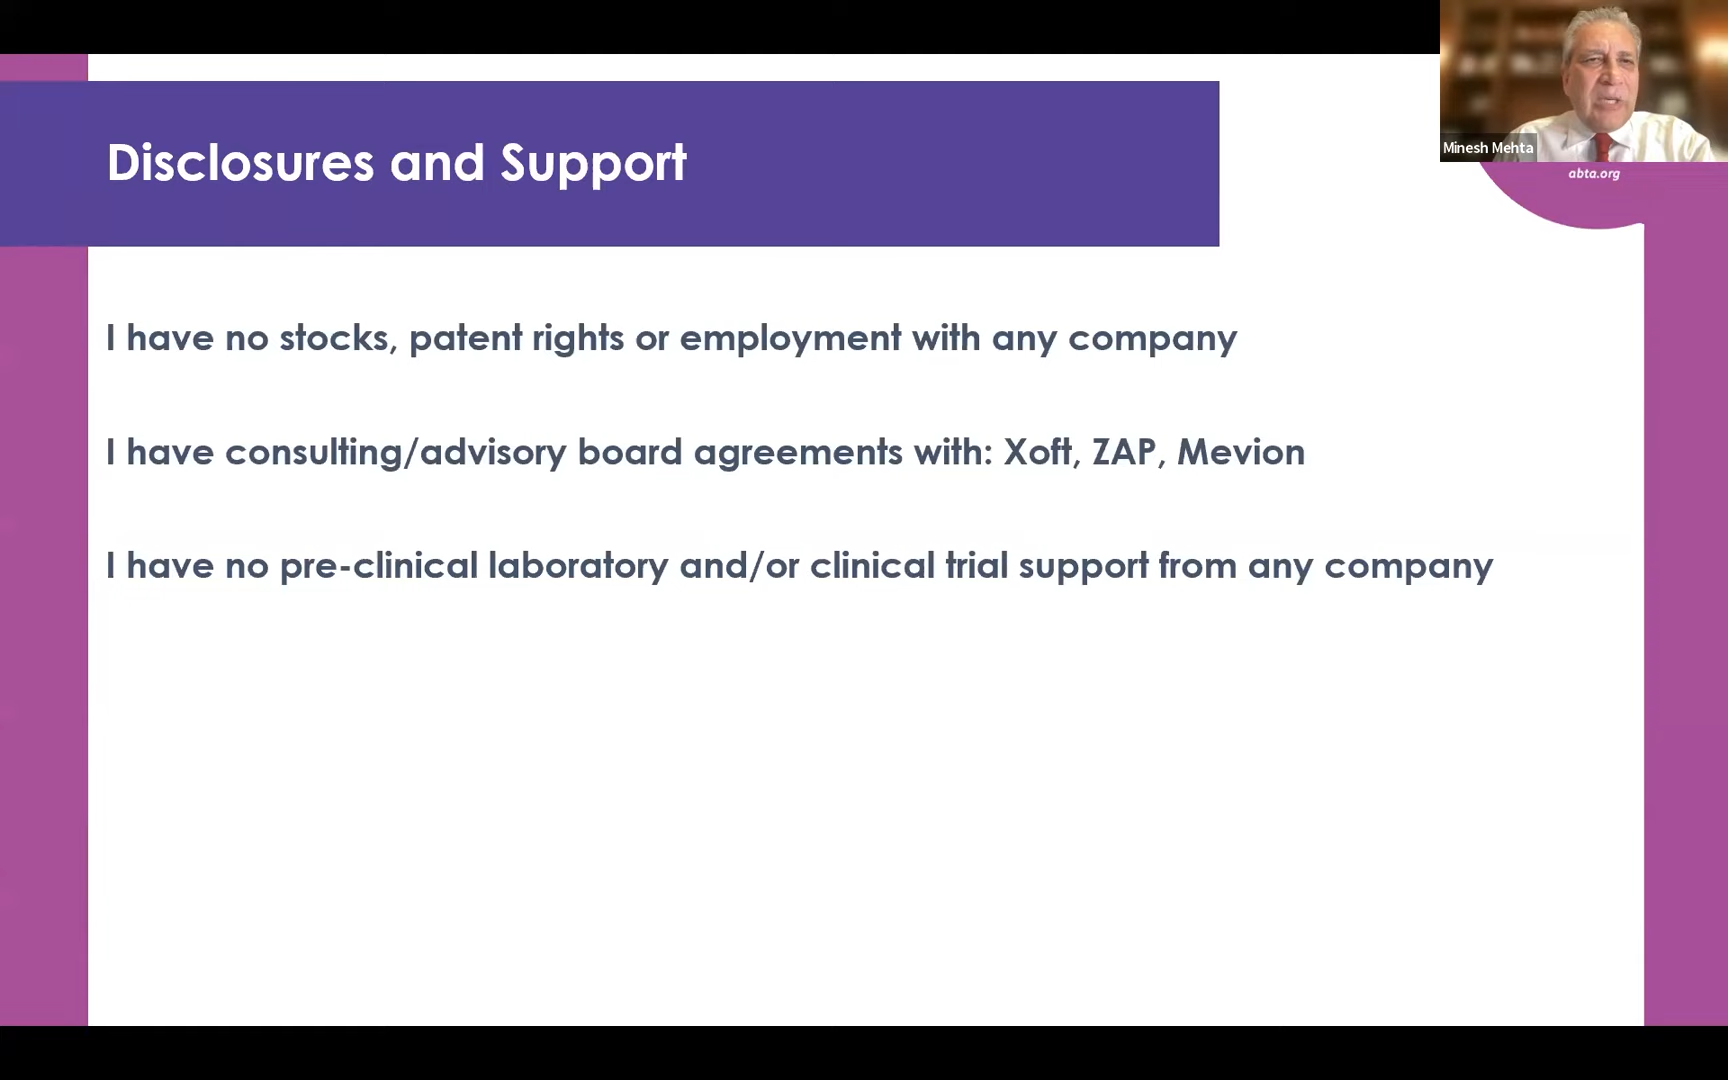 Disclosures and Support
Minesh Mehta
abta.org
I have no stocks, patent rights or employment with any company
I have consulting/advisory board agreements with: Xoft, ZAP, Mevion
I have no pre-clinical laboratory and/or clinical trial support from any company